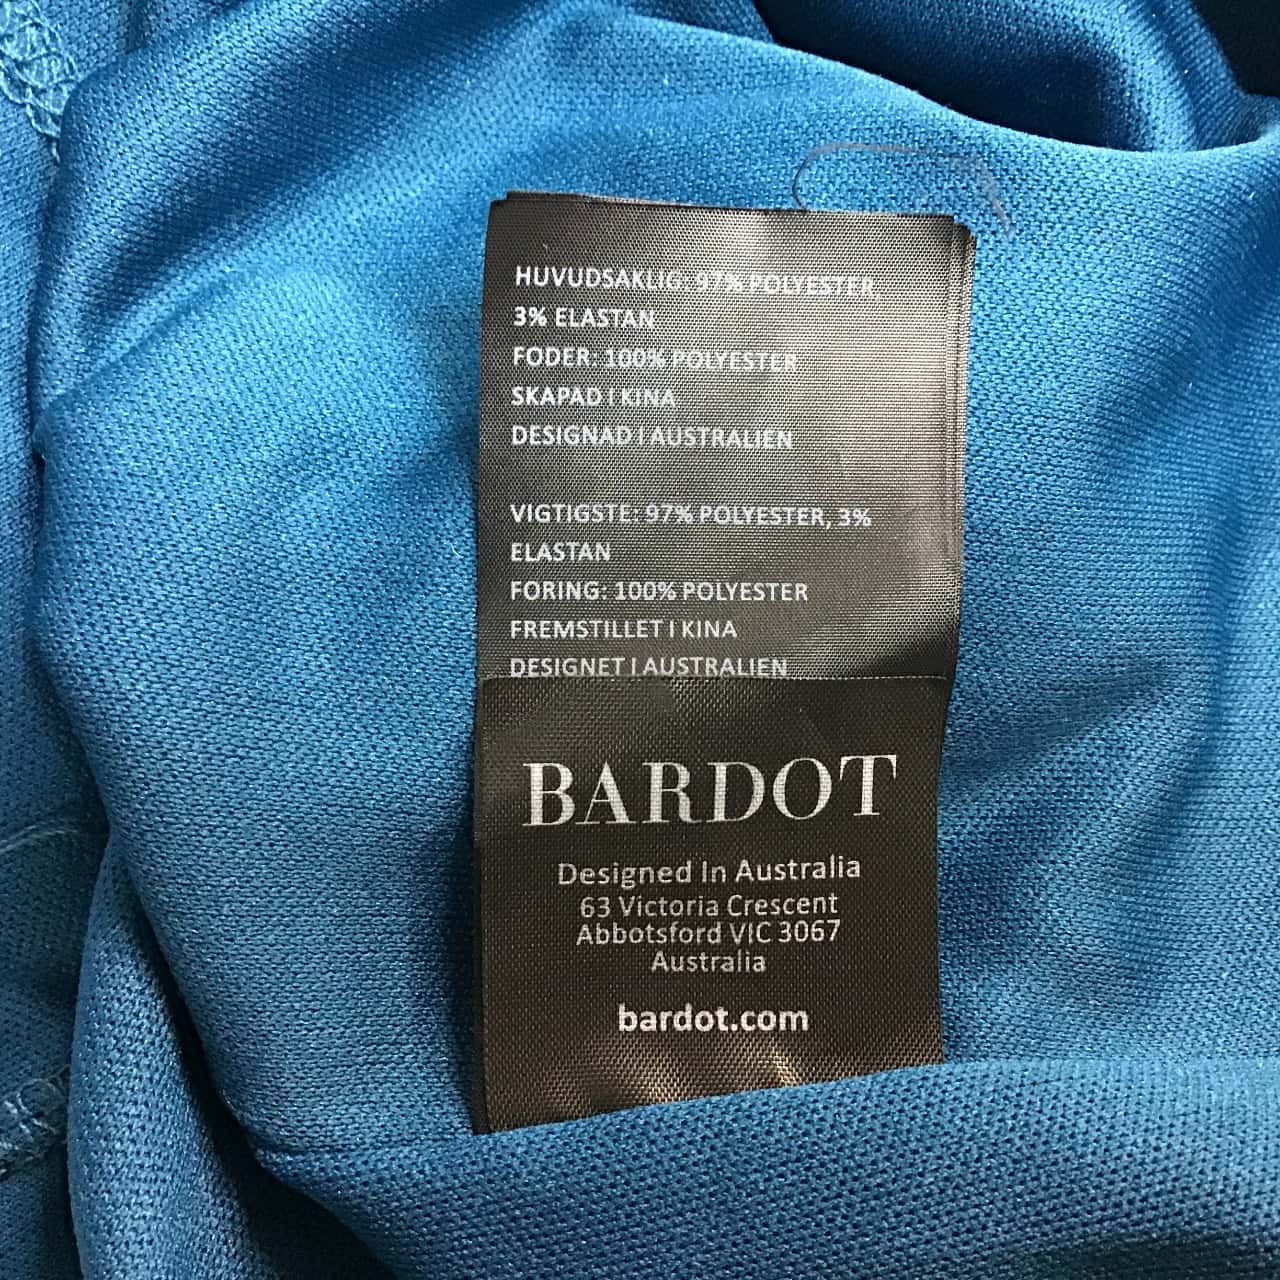 HUVUDSAKLIG: 97% POLYESTER,
3% ELASTAN
FODER: 100% POLYESTER
SKAPAD I KINA
DESIGNAD I AUSTRALIEN
VIGTIGSTE: 97% POLYESTER, 3%
ELASTAN
FORING: 100% POLYESTER
FREMSTILLET I KINA
DESIGNET I AUSTRALIEN
BARDOT
Designed In Australia
63 Victoria Crescent
Abbotsford VIC 3067
Australia
bardot.com